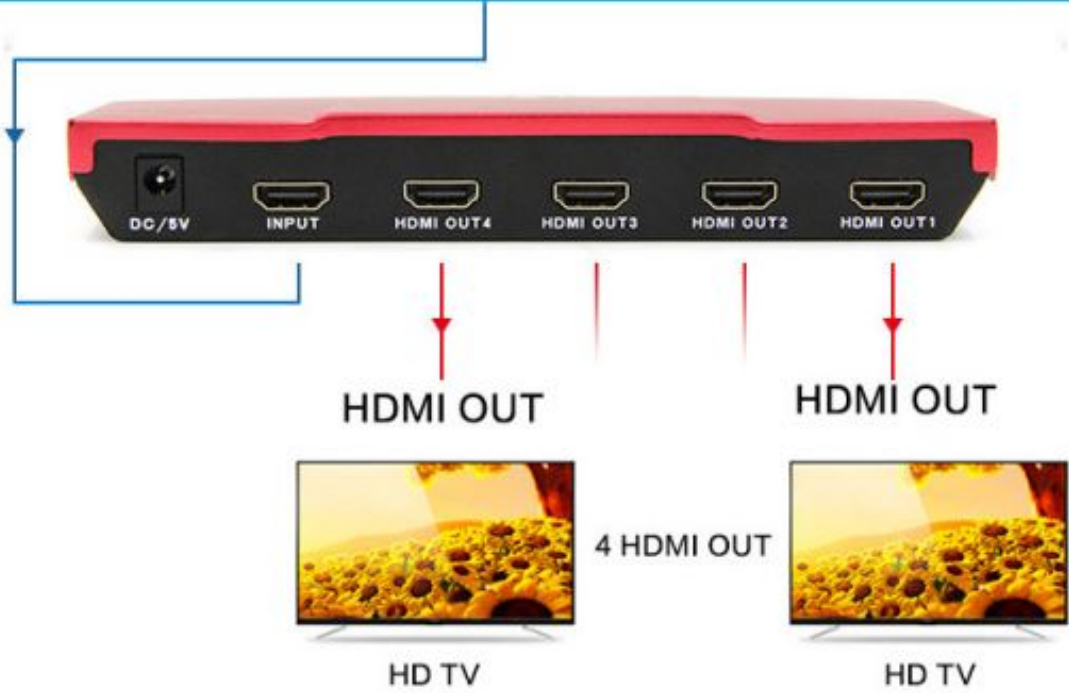 DC/5V
INPUT
HDMI OUT4
HDMI OUT3
HDMI OUT2
HDMI OUT1
HDMI OUT
HDMI OUT
4 HDMI OUT
HD TV
HD TV